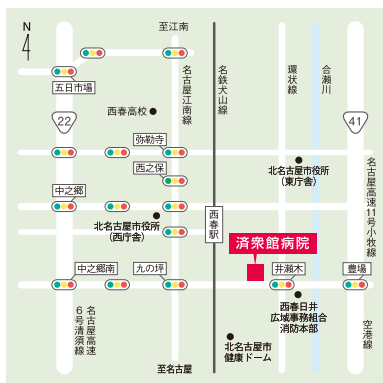 N
至江南
五日市場
西春高校
名古屋江南線
名鉄犬山線
環状線
合瀬川
22
41
弥勒寺
西之保
中之郷
北名古屋市役所
(東庁舎)
北名古屋市役所
(西庁舎)
西春駅
名古屋高速11号小牧線
済衆館病院
中之郷南
九の坪
井瀬木
豊場
西春日井
広域事務組合
消防本部
名古屋高速
6号清須線
空港線
北名古屋市
健康ドーム
至名古屋